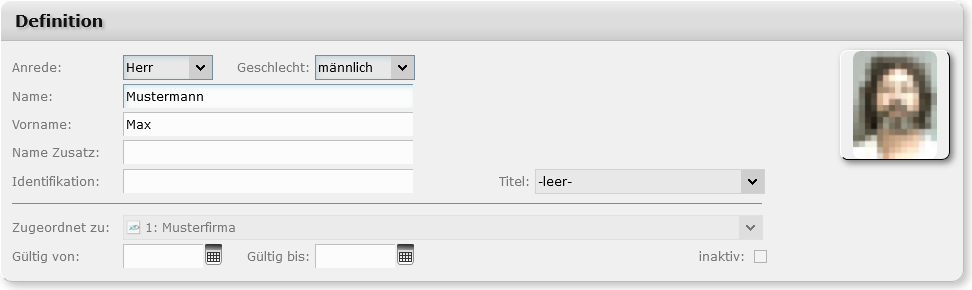 Definition
Anrede: Herr Geschlecht: männlich
Name: Mustermann
Vorname: Max
Name Zusatz:
Identifikation: Titel: -leer-
Zugeordnet zu: 1: Musterfirma
Gültig von: Gültig bis: inaktiv: